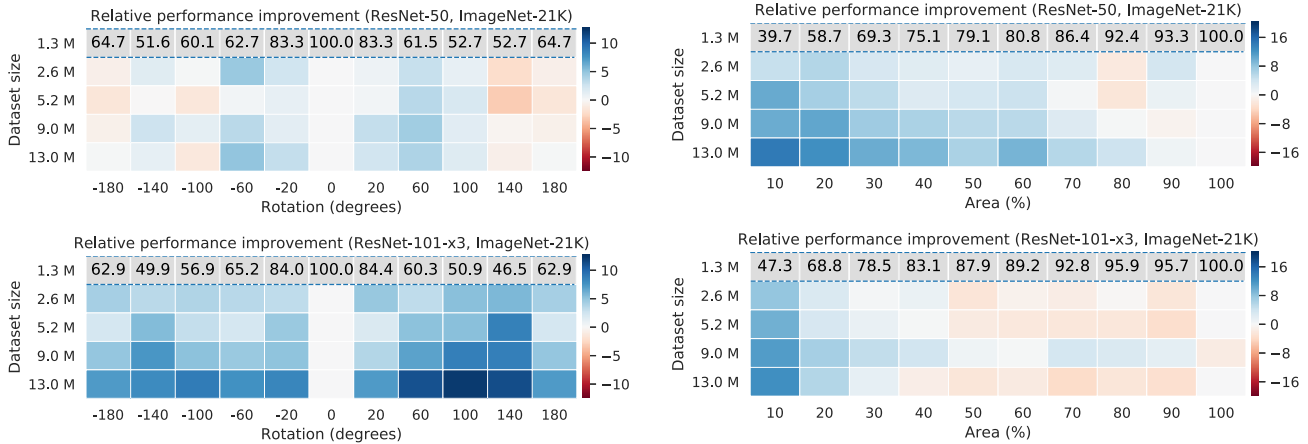 Relative performance improvement (ResNet-50, ImageNet-21K)
Dataset size
1.3 M 64.7 51.6 60.1 62.7 83.3 100.0 83.3 61.5 52.7 52.7 64.7
2.6 M
5.2 M
9.0 M
13.0 M
-180 -140 -100 -60 -20 0 20 60 100 140 180
Rotation (degrees)
10
5
0
−5
−10
Relative performance improvement (ResNet-50, ImageNet-21K)
Dataset size
1.3 M 39.7 58.7 69.3 75.1 79.1 80.8 86.4 92.4 93.3 100.0
2.6 M
5.2 M
9.0 M
13.0 M
10 20 30 40 50 60 70 80 90 100
Area (%)
16
8
0
−8
−16
Relative performance improvement (ResNet-101-x3, ImageNet-21K)
Dataset size
1.3 M 62.9 49.9 56.9 65.2 84.0 100.0 84.4 60.3 50.9 46.5 62.9
2.6 M
5.2 M
9.0 M
13.0 M
-180 -140 -100 -60 -20 0 20 60 100 140 180
Rotation (degrees)
10
5
0
−5
−10
Relative performance improvement (ResNet-101-x3, ImageNet-21K)
Dataset size
1.3 M 47.3 68.8 78.5 83.1 87.9 89.2 92.8 95.9 95.7 100.0
2.6 M
5.2 M
9.0 M
13.0 M
10 20 30 40 50 60 70 80 90 100
Area (%)
16
8
0
−8
−16